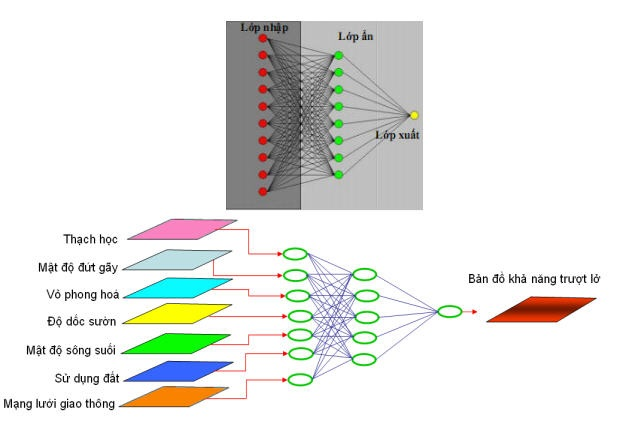 Lớp nhập
Lớp ẩn
Lớp xuất
Thạch học
Mật độ đứt gãy
Vỏ phong hoá
Độ dốc sườn
Mật độ sông suối
Sử dụng đất
Mạng lưới giao thông
Bản đồ khả năng trượt lở